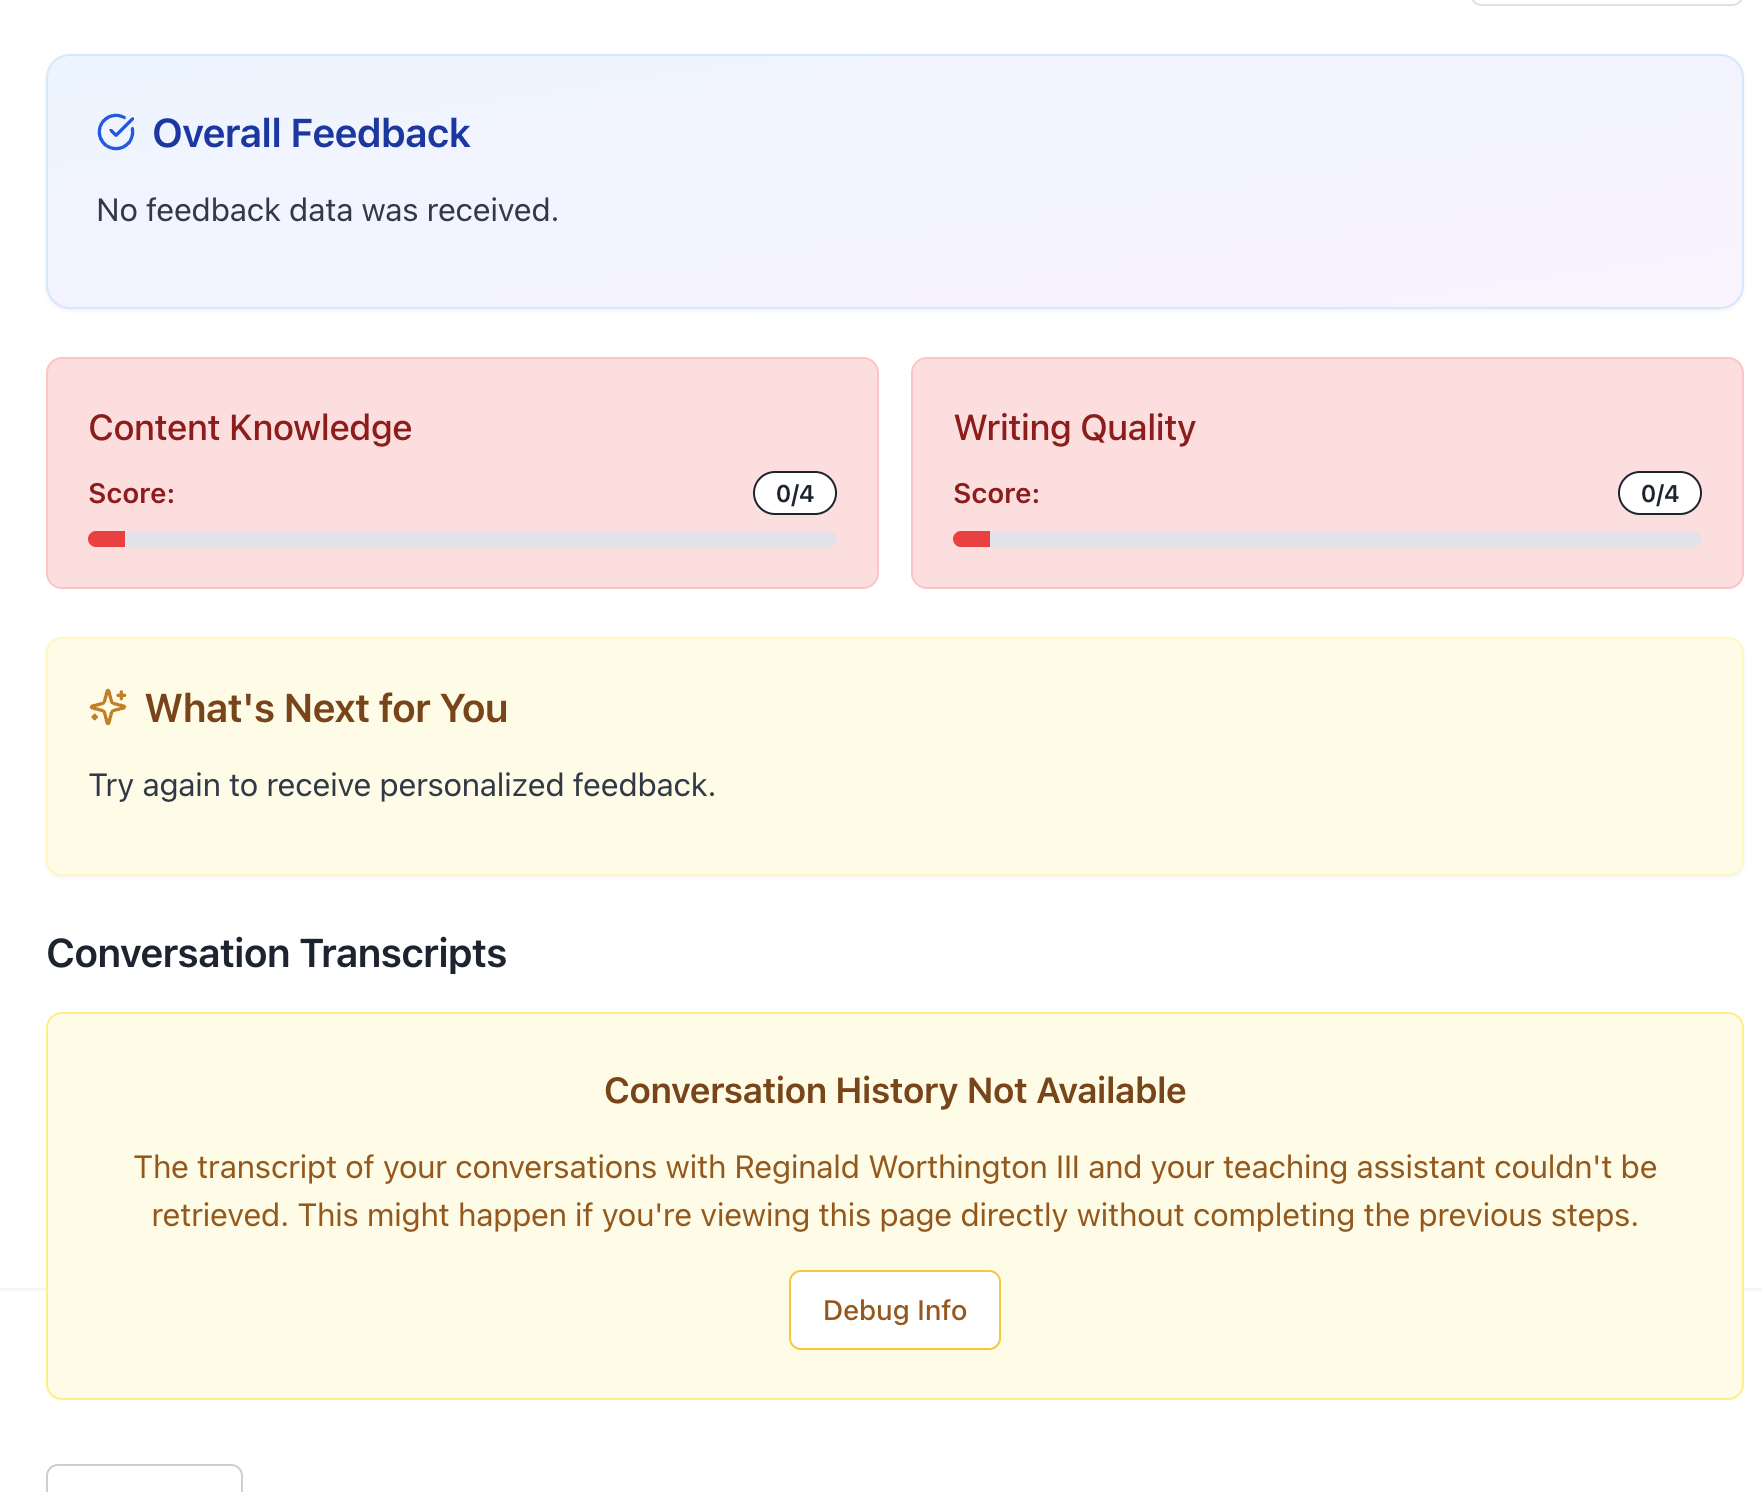 Overall Feedback
No feedback data was received.
Content Knowledge
Score:
0/4
Writing Quality
Score:
0/4
What's Next for You
Try again to receive personalized feedback.
Conversation Transcripts
Conversation History Not Available
The transcript of your conversations with Reginald Worthington III and your teaching assistant couldn't be
retrieved. This might happen if you're viewing this page directly without completing the previous steps.
Debug Info